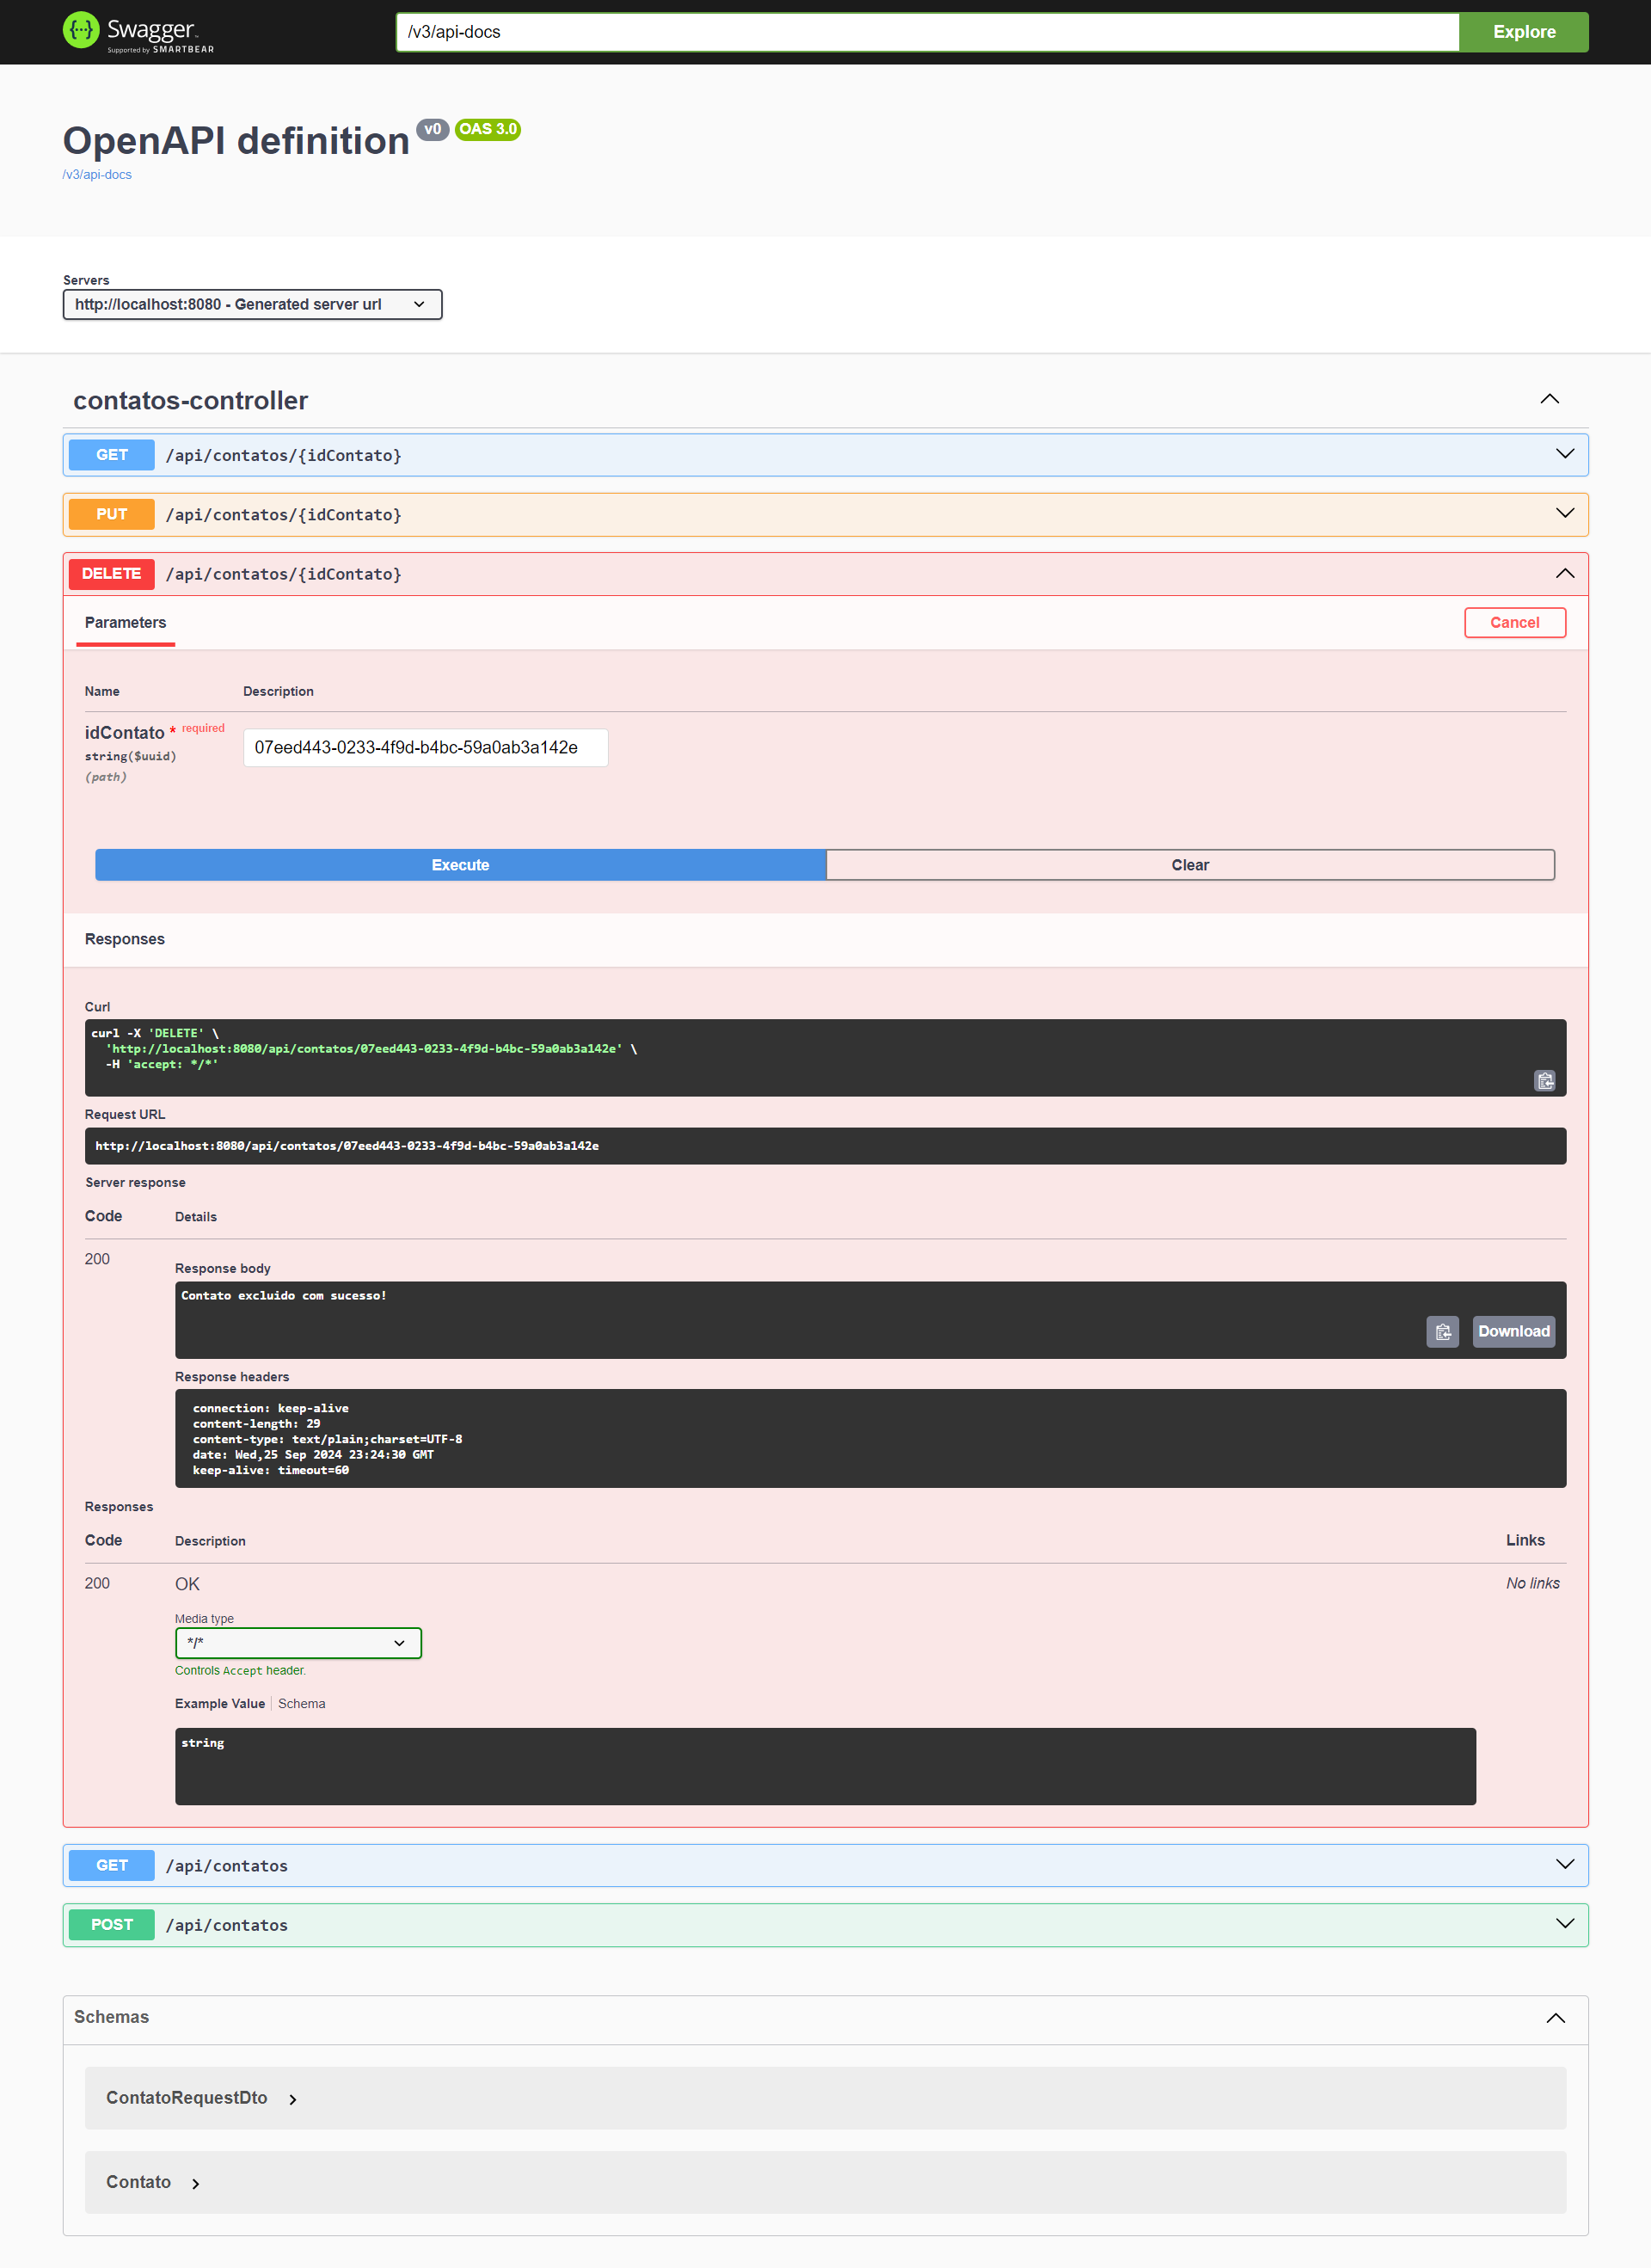 Swagger
Supported by SMARTBEAR
/v3/api-docs
Explore
OpenAPI definition v0 OAS 3.0
/v3/api-docs
Servers
http://localhost:8080 - Generated server url
contatos-controller
GET /api/contatos/{idContato}
PUT /api/contatos/{idContato}
DELETE /api/contatos/{idContato}
Parameters
Cancel
Name Description
idContato * required
string($uuid)
(path)
07eed443-0233-4f9d-b4bc-59a0ab3a142e
Execute Clear
Responses
Curl
curl -X 'DELETE' \
'http://localhost:8080/api/contatos/07eed443-0233-4f9d-b4bc-59a0ab3a142e' \
-H 'accept: */*'
Request URL
http://localhost:8080/api/contatos/07eed443-0233-4f9d-b4bc-59a0ab3a142e
Server response
Code Details
200
Response body
Contato excluido com sucesso!
Download
Response headers
connection: keep-alive
content-length: 29
content-type: text/plain;charset=UTF-8
date: Wed,25 Sep 2024 23:24:30 GMT
keep-alive: timeout=60
Responses
Code Description Links
200 OK No links
Media type
*/*
Controls Accept header.
Example Value Schema
string
GET /api/contatos
POST /api/contatos
Schemas
ContatoRequestDto
Contato